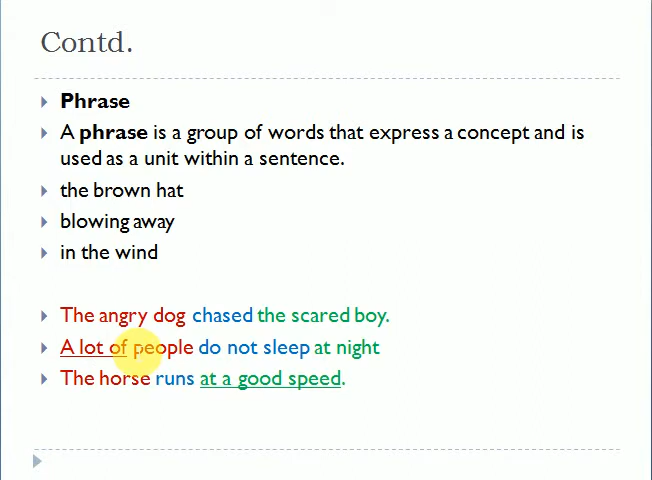 Contd.
Phrase
A phrase is a group of words that express a concept and is
used as a unit within a sentence.
the brown hat
blowing away
in the wind
The angry dog chased the scared boy.
A lot of people do not sleep at night
The horse runs at a good speed.